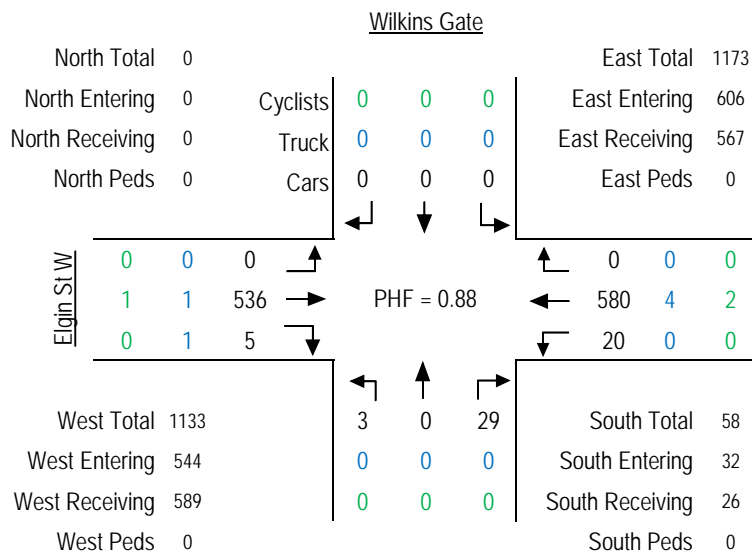 Wilkins Gate
North Total 0
North Entering 0
North Receiving 0
North Peds 0
East Total 1173
East Entering 606
East Receiving 567
East Peds 0
Cyclists 0 0 0
Truck 0 0 0
Cars 0 0 0
Elgin St W
0 0 0
1 1 536
0 1 5
PHF = 0.88
0 0 0
580 4 2
20 0 0
3 0 29
0 0 0
0 0 0
West Total 1133
West Entering 544
West Receiving 589
West Peds 0
South Total 58
South Entering 32
South Receiving 26
South Peds 0